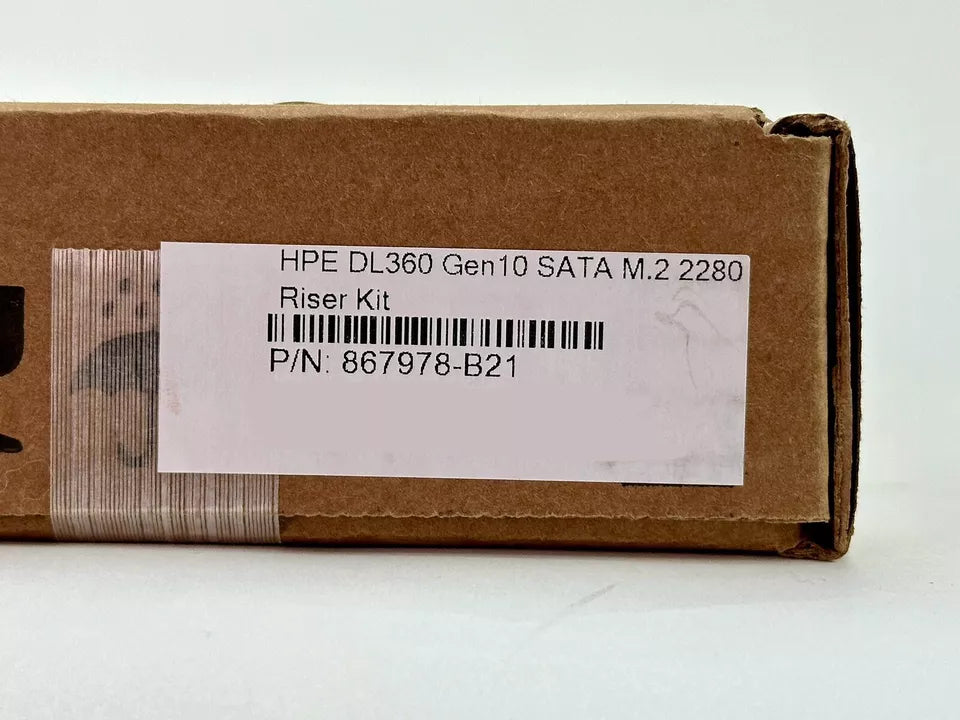 HPE DL360 Gen10 SATA M.2 2280
Riser Kit
P/N: 867978-B21